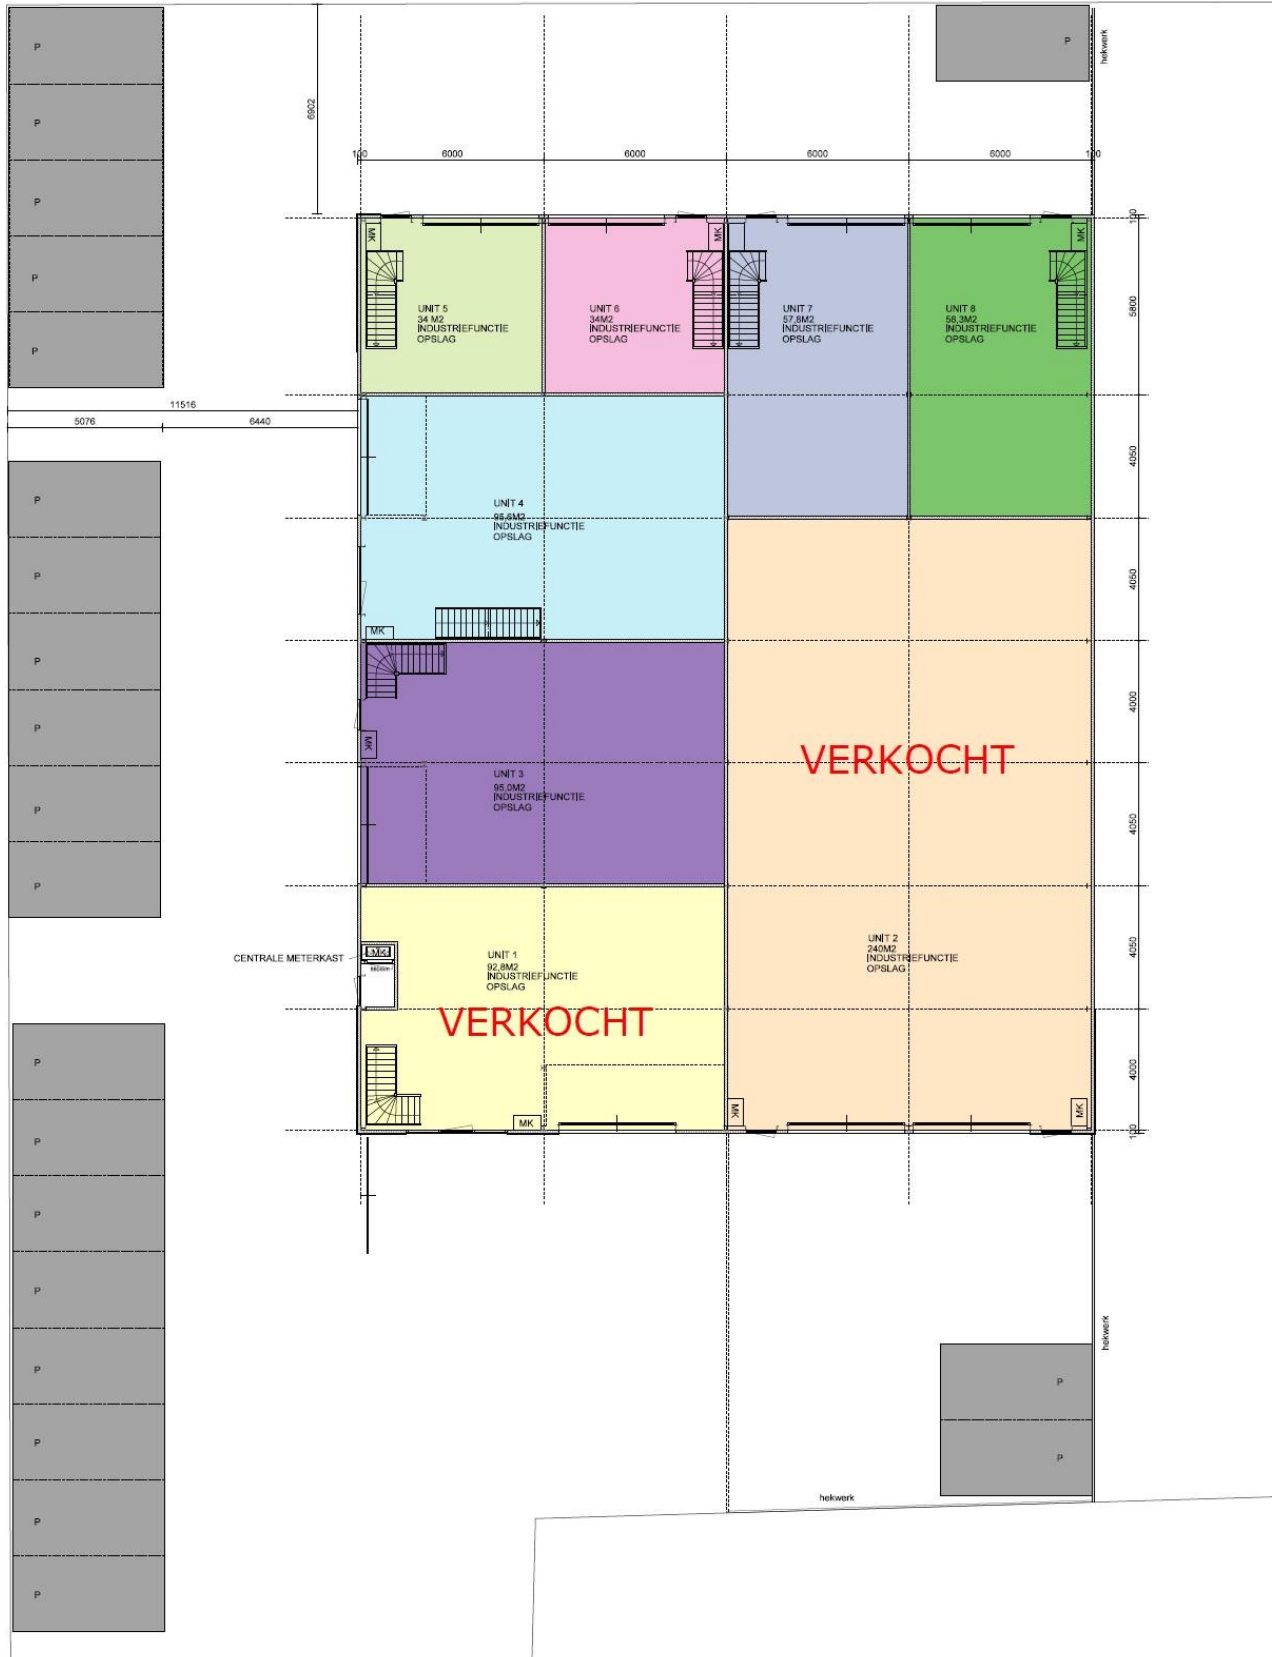 P
P
hekwerk
P
6902
P
P
P
100
6000
6000
6000
6000
100
MK
MK
MK
MK
100
UNIT 5
34 M2
INDUSTRIEFUNCTIE
OPSLAG
UNIT 6
34M2
INDUSTRIEFUNCTIE
OPSLAG
UNIT 7
57,8M2
INDUSTRIEFUNCTIE
OPSLAG
UNIT 8
58,3M2
INDUSTRIEFUNCTIE
OPSLAG
5800
11516
5076
6440
4050
P
UNIT 4
95,6M2
INDUSTRIEFUNCTIE
OPSLAG
P
4050
MK
P
4000
P
MK
VERKOCHT
UNIT 3
95,0M2
INDUSTRIEFUNCTIE
OPSLAG
P
4050
P
CENTRALE METERKAST
MK
UNIT 1
92,8M2
INDUSTRIEFUNCTIE
OPSLAG
UNIT 2
240M2
INDUSTRIEFUNCTIE
OPSLAG
4050
VERKOCHT
P
4000
MK
MK
MK
100
P
P
P
hekwerk
P
P
P
P
hekwerk
P
P